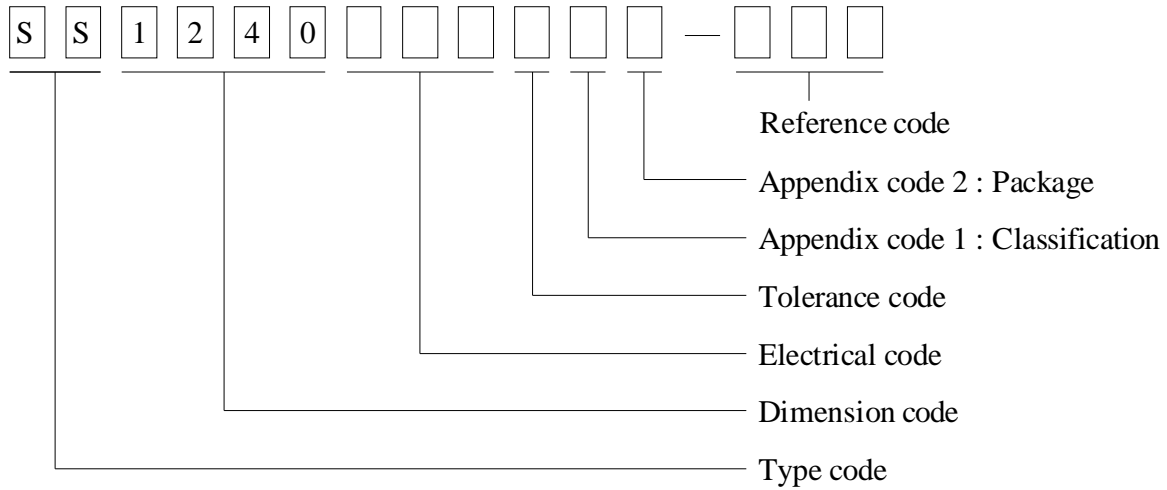 S S 1 2 4 0 —
Reference code
Appendix code 2 : Package
Appendix code 1 : Classification
Tolerance code
Electrical code
Dimension code
Type code